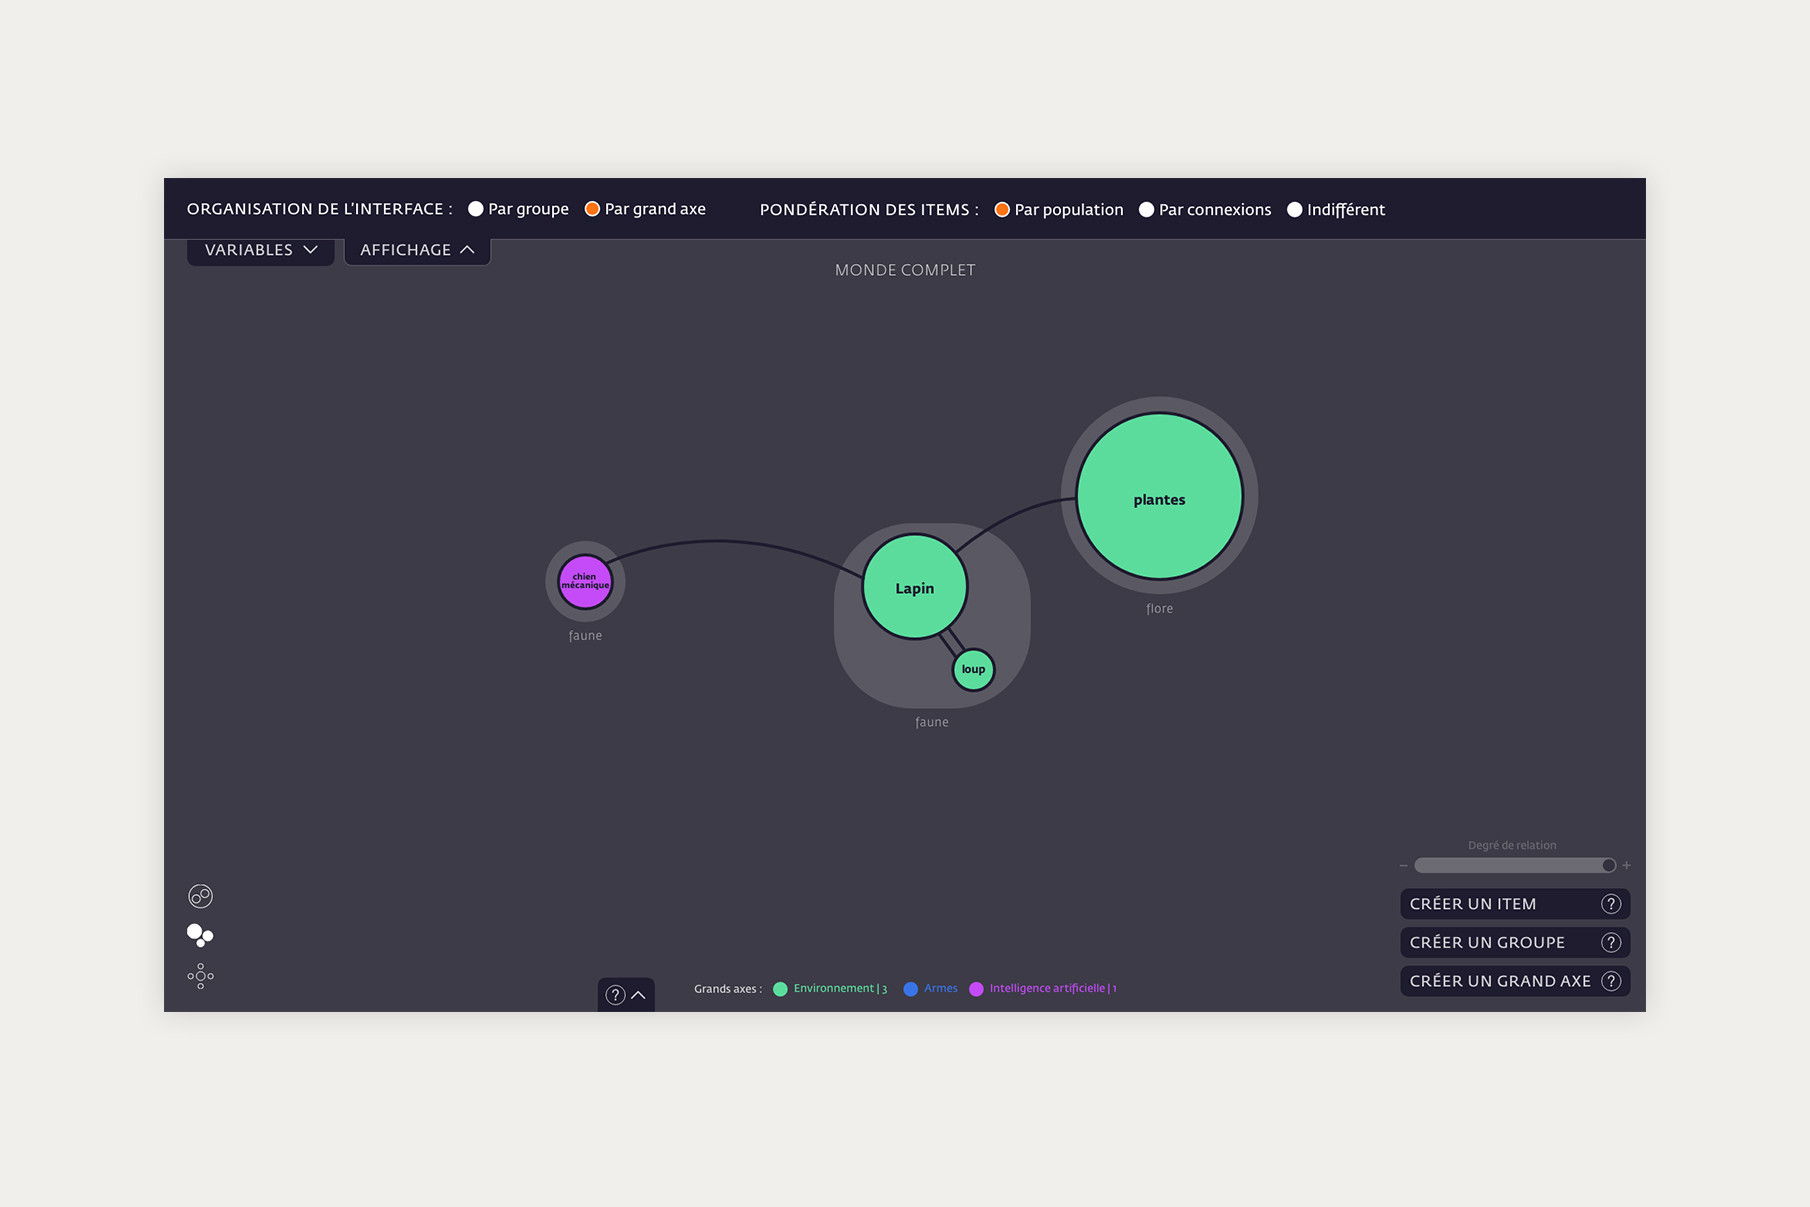 ORGANISATION DE L'INTERFACE : Par groupe Par grand axe PONDÉRATION DES ITEMS : Par population Par connexions Indifférent
VARIABLES AFFICHAGE
MONDE COMPLET
plantes
flore
chien
mécanique
faune
Lapin
loup
faune
Degré de relation
− +
CRÉER UN ITEM ?
CRÉER UN GROUPE ?
CRÉER UN GRAND AXE ?
? Grands axes : Environnement | 3 Armes Intelligence artificielle | 1